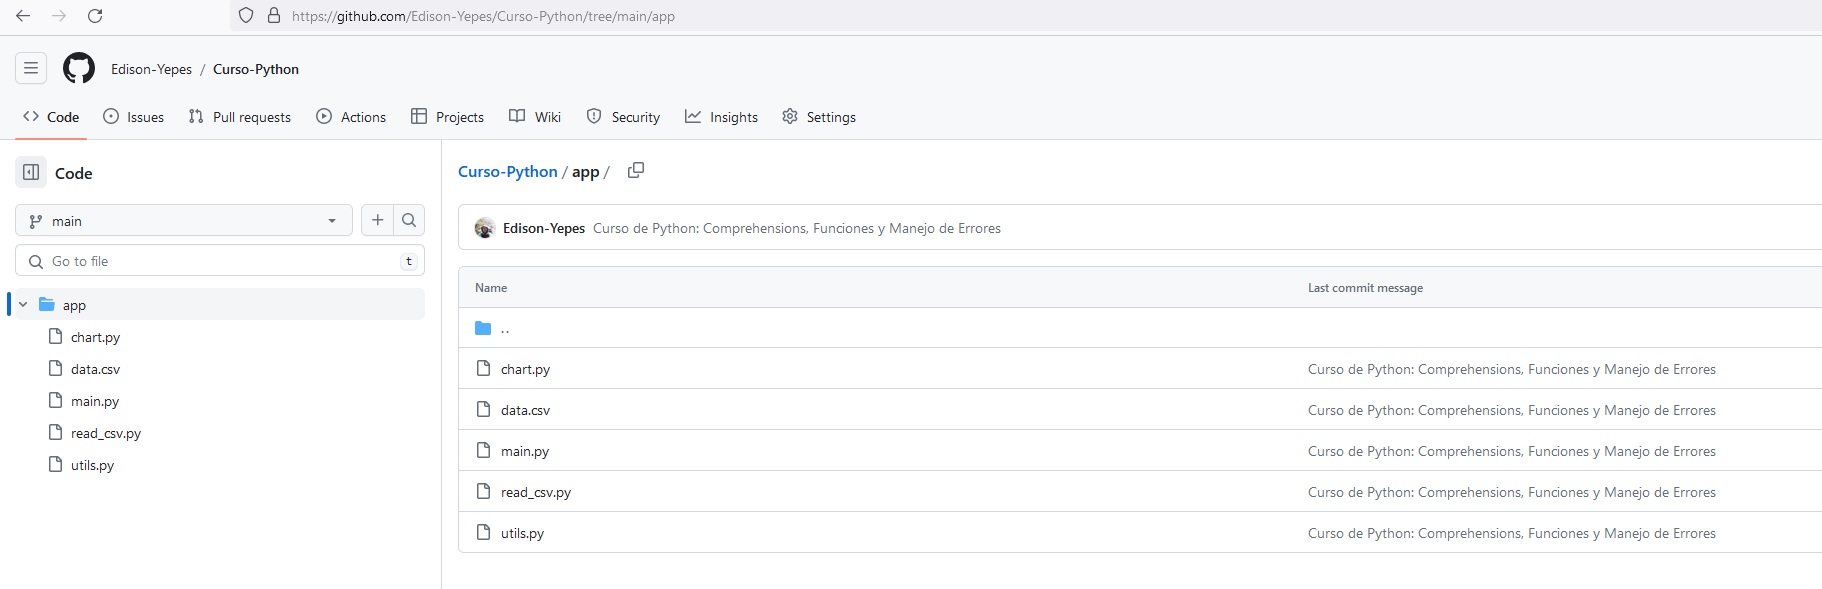 https://github.com/Edison-Yepes/Curso-Python/tree/main/app
Edison-Yepes / Curso-Python
Code Issues Pull requests Actions Projects Wiki Security Insights Settings
Code
main
Go to file t
app
chart.py
data.csv
main.py
read_csv.py
utils.py
Curso-Python / app /
Edison-Yepes Curso de Python: Comprehensions, Funciones y Manejo de Errores
Name Last commit message
..
chart.py Curso de Python: Comprehensions, Funciones y Manejo de Errores
data.csv Curso de Python: Comprehensions, Funciones y Manejo de Errores
main.py Curso de Python: Comprehensions, Funciones y Manejo de Errores
read_csv.py Curso de Python: Comprehensions, Funciones y Manejo de Errores
utils.py Curso de Python: Comprehensions, Funciones y Manejo de Errores